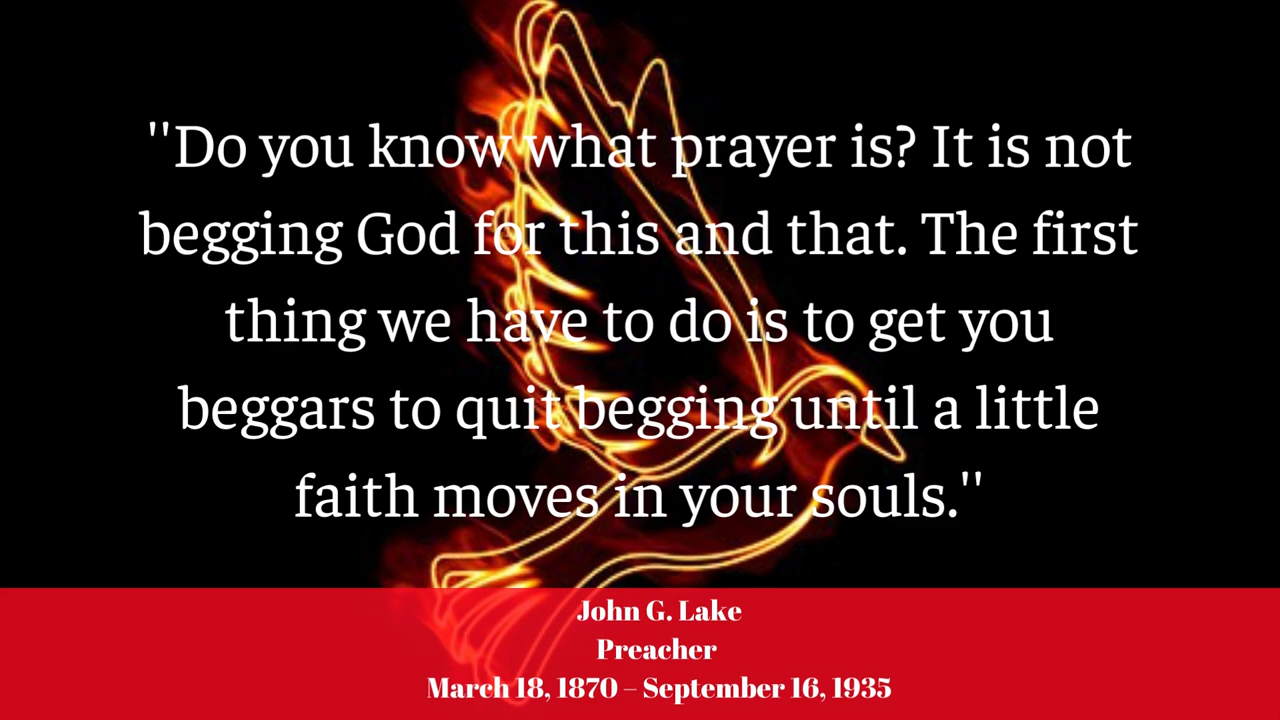 "Do you know what prayer is? It is not
begging God for this and that. The first
thing we have to do is to get you
beggars to quit begging until a little
faith moves in your souls."
John G. Lake
Preacher
March 18, 1870 – September 16, 1935